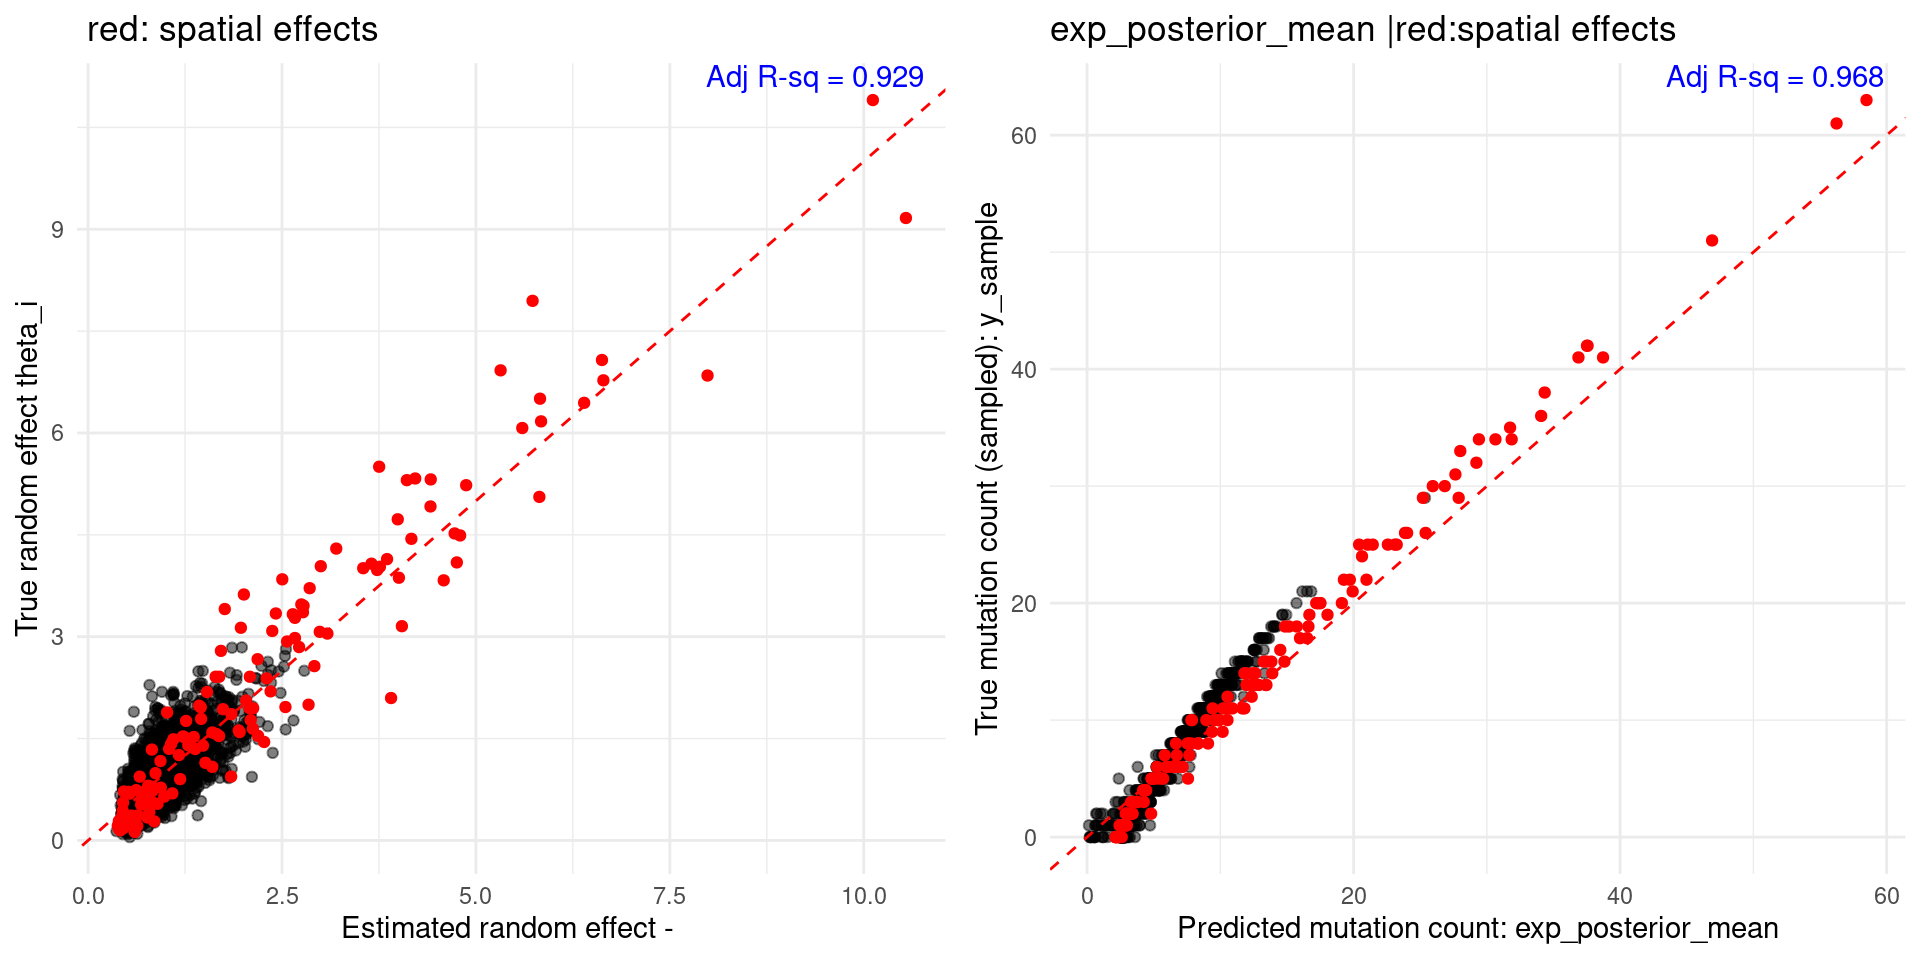 red: spatial effects
Adj R-sq = 0.929
True random effect theta_i
9
6
3
0
0.0
2.5
5.0
7.5
10.0
Estimated random effect -
exp_posterior_mean |red:spatial effects
Adj R-sq = 0.968
True mutation count (sampled): y_sample
60
40
20
0
0
20
40
60
Predicted mutation count: exp_posterior_mean